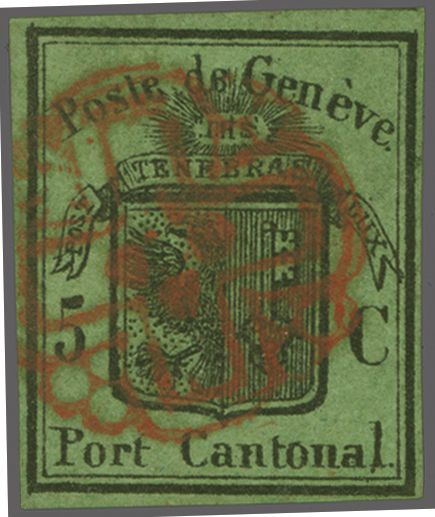 Poste de Genève.
IHS
POST TENEBRAS LUX
5 C
Port Cantonal.